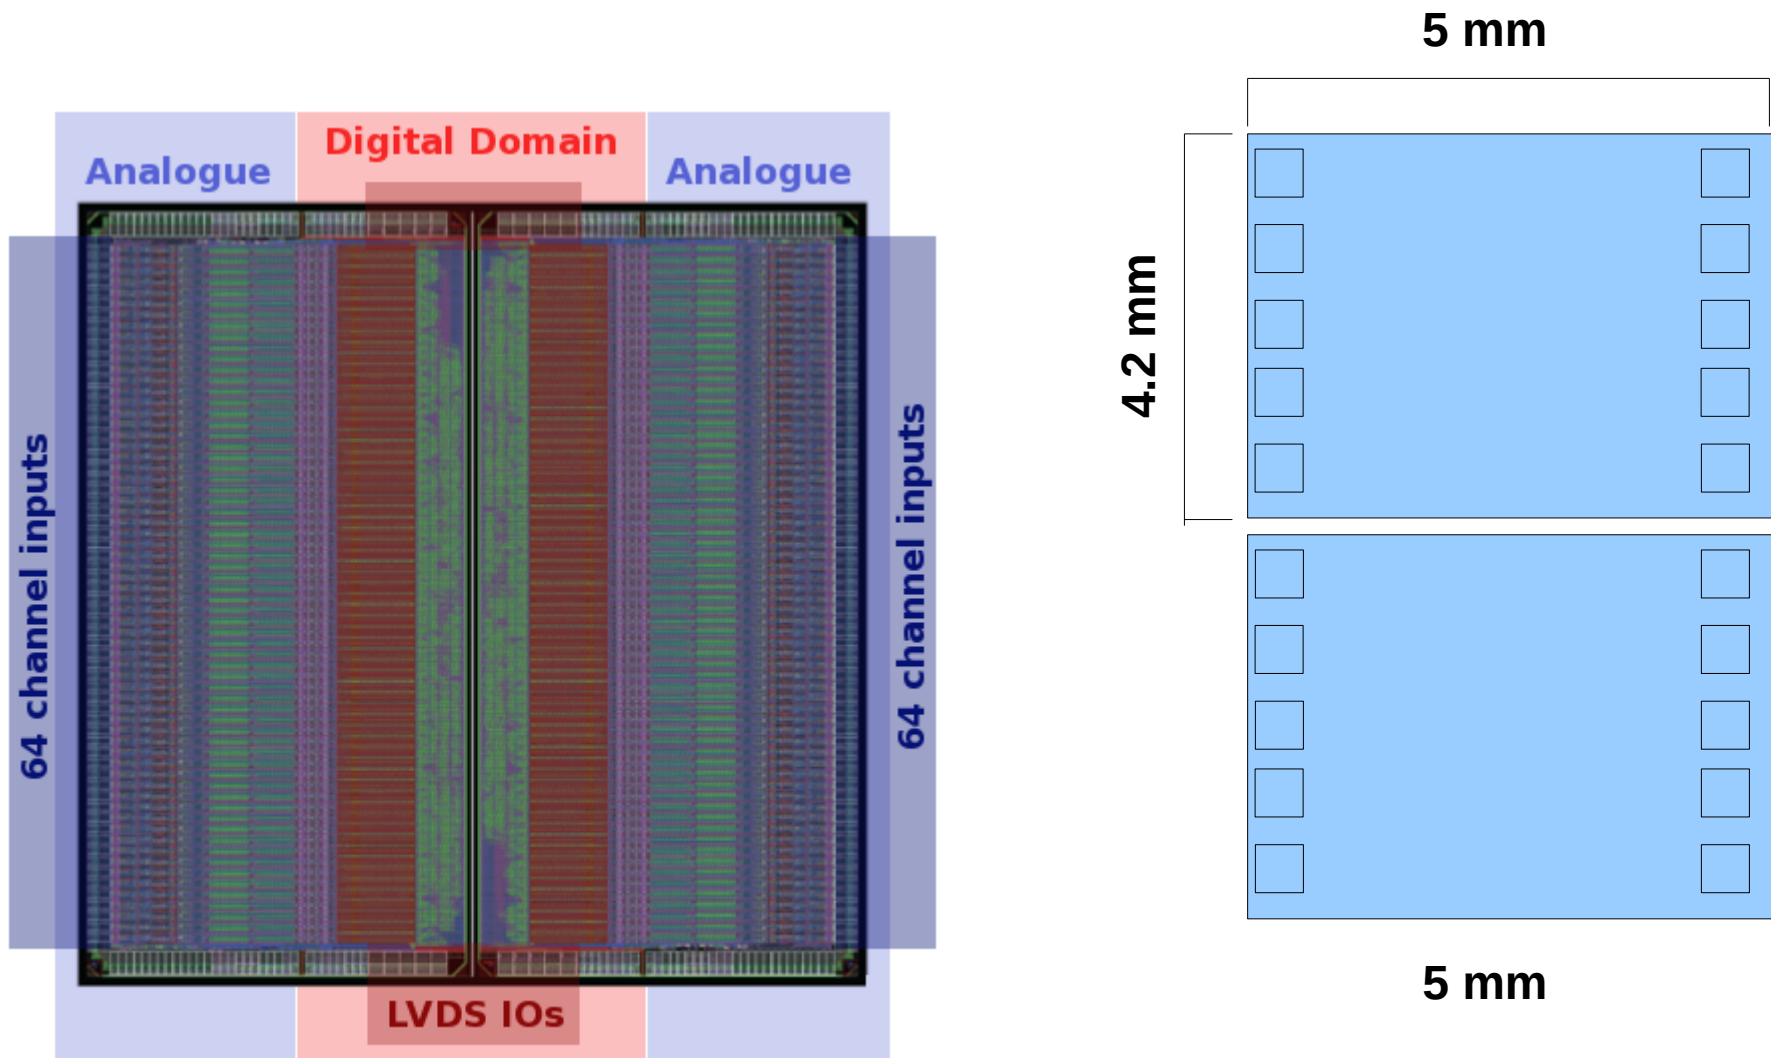 Digital Domain
Analogue
Analogue
64 channel inputs
64 channel inputs
LVDS IOs
5 mm
4.2 mm
5 mm